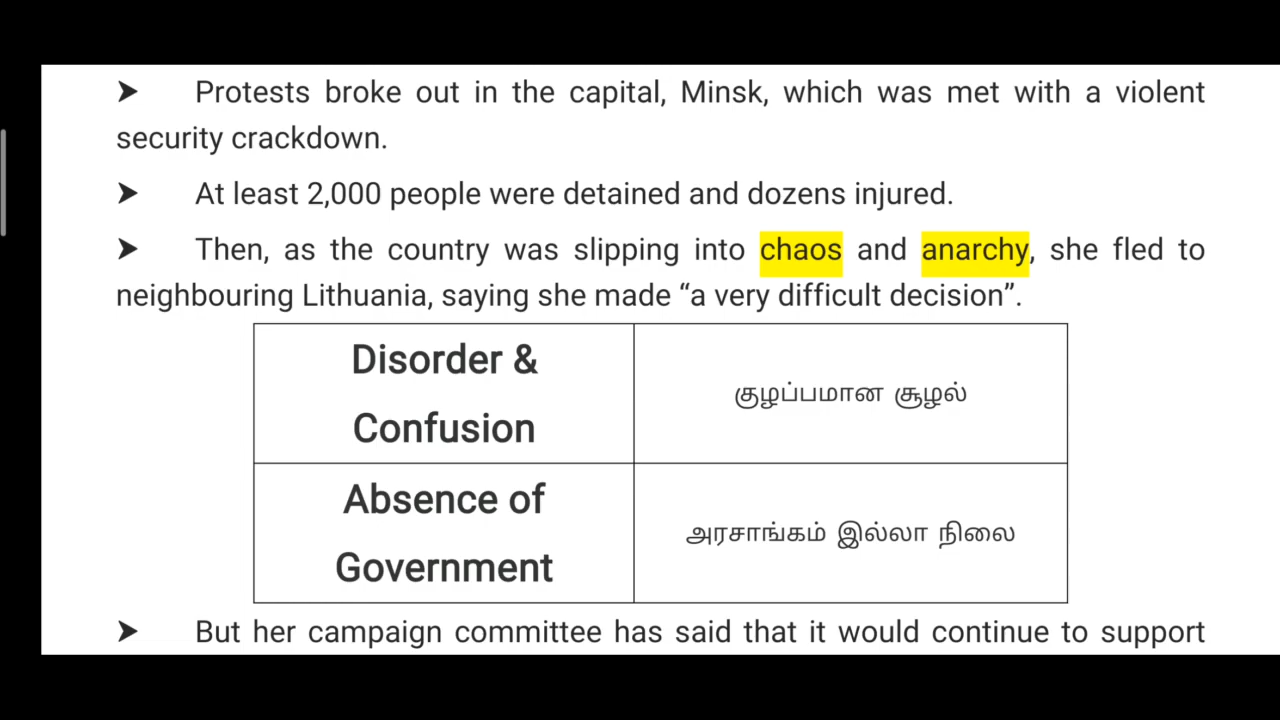 ➤ Protests broke out in the capital, Minsk, which was met with a violent
security crackdown.
➤ At least 2,000 people were detained and dozens injured.
➤ Then, as the country was slipping into chaos and anarchy, she fled to
neighbouring Lithuania, saying she made “a very difficult decision”.
Disorder &
Confusion
குழப்பமான சூழல்
Absence of
Government
அரசாங்கம் இல்லா நிலை
➤ But her campaign committee has said that it would continue to support